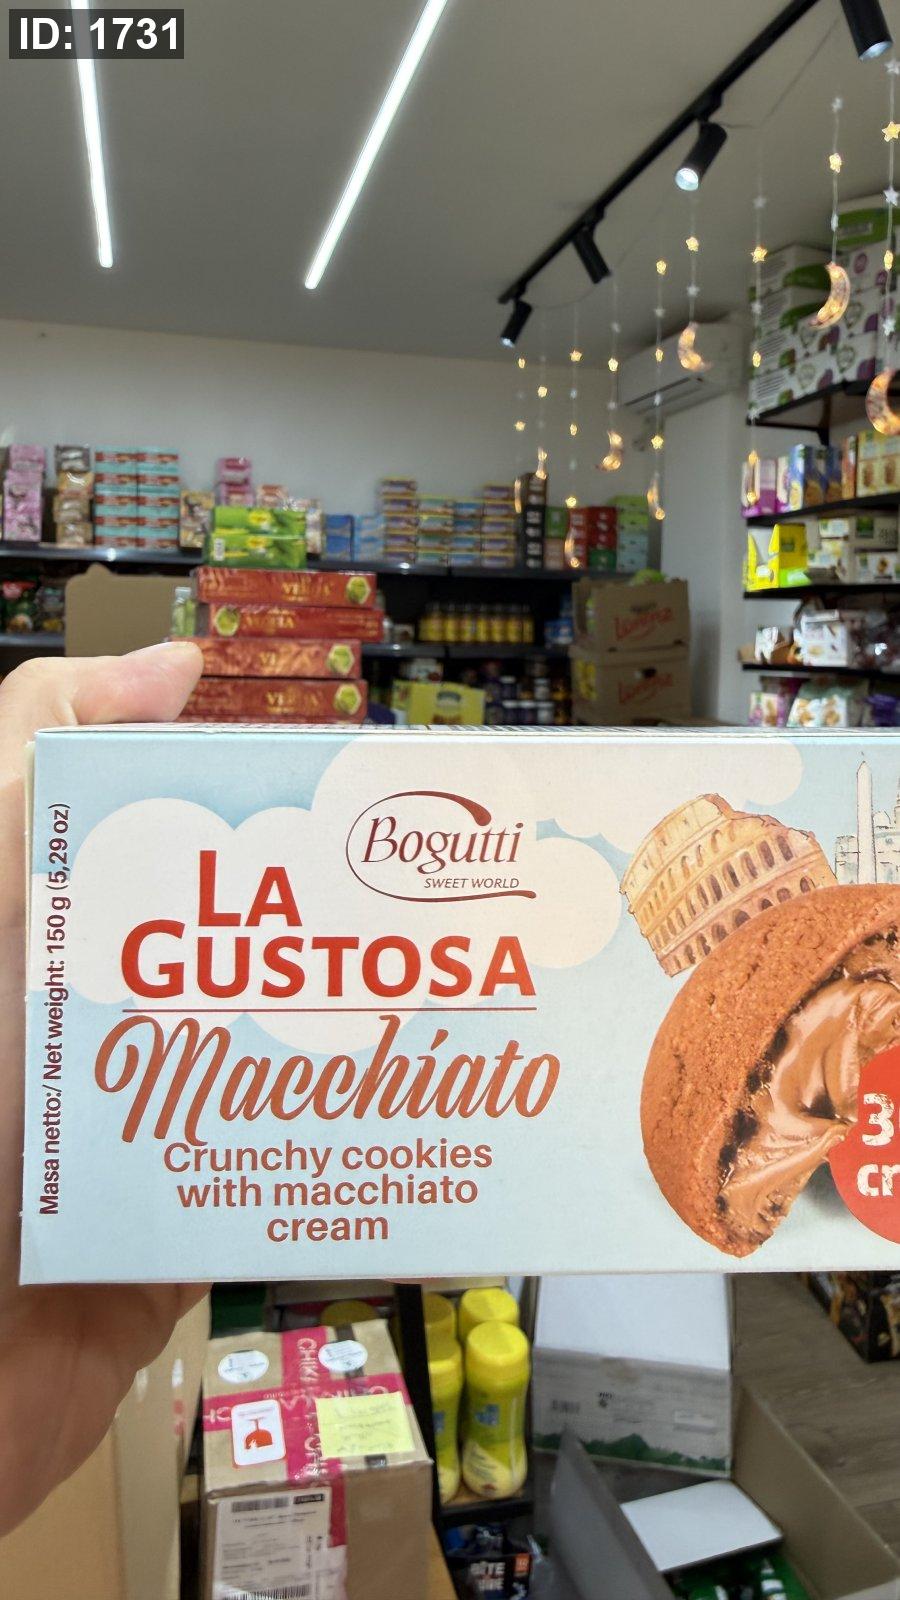 ID: 1731
Bogutti
SWEET WORLD
LA
GUSTOSA
Macchiato
Crunchy cookies
with macchiato
cream
Masa netto:/ Net weight: 150 g (5,29 oz)